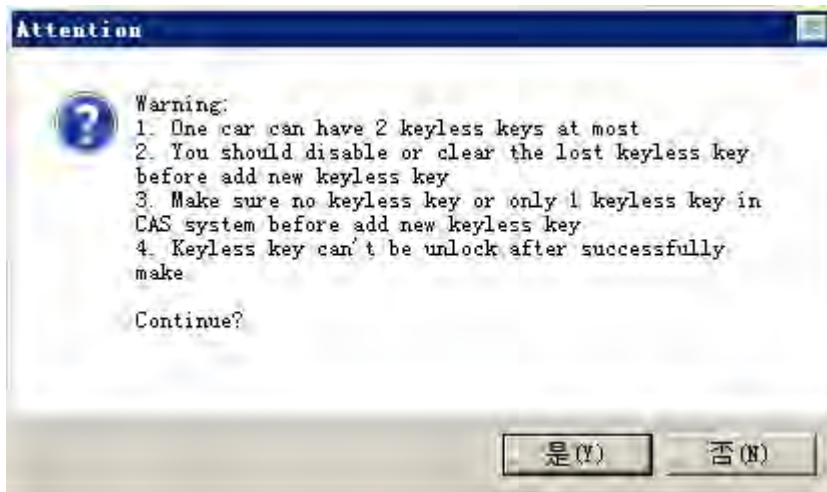 Attention
Warning:
1. One car can have 2 keyless keys at most
2. You should disable or clear the lost keyless key
before add new keyless key
3. Make sure no keyless key or only 1 keyless key in
CAS system before add new keyless key
4. Keyless key can't be unlock after successfully
make
Continue?
是(Y) 否(N)